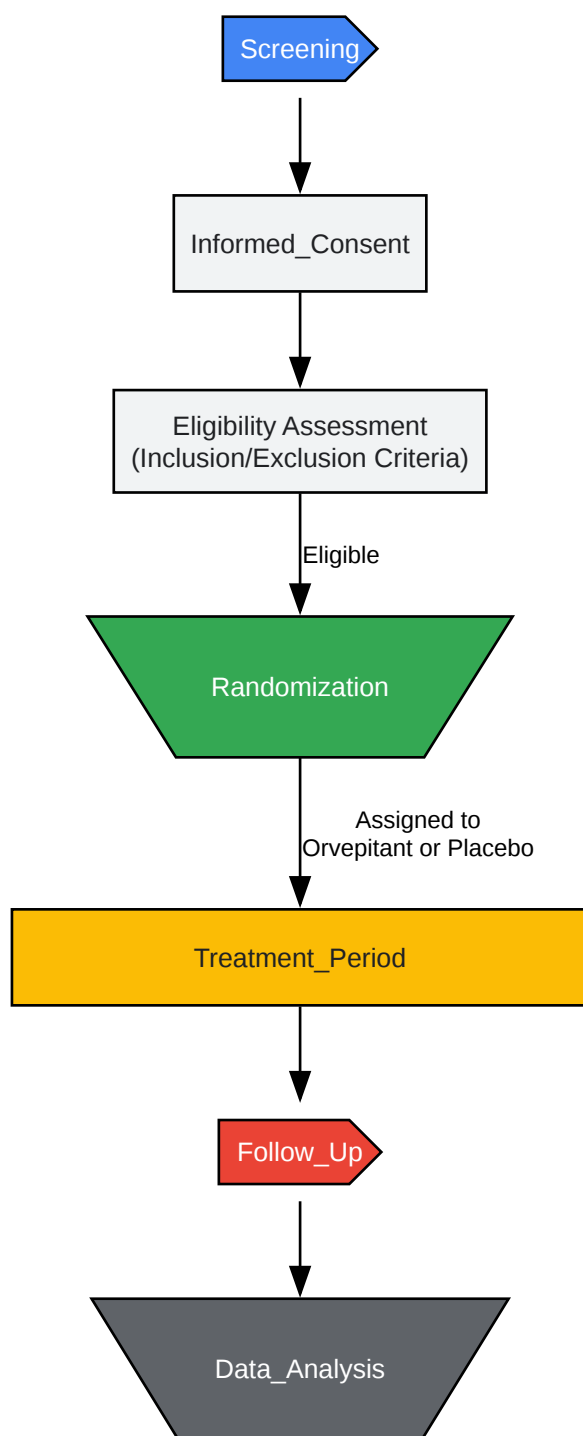 Screening
Informed_Consent
Eligibility Assessment
(Inclusion/Exclusion Criteria)
Eligible
Randomization
Assigned to
Orvepitant or Placebo
Treatment_Period
Follow_Up
Data_Analysis